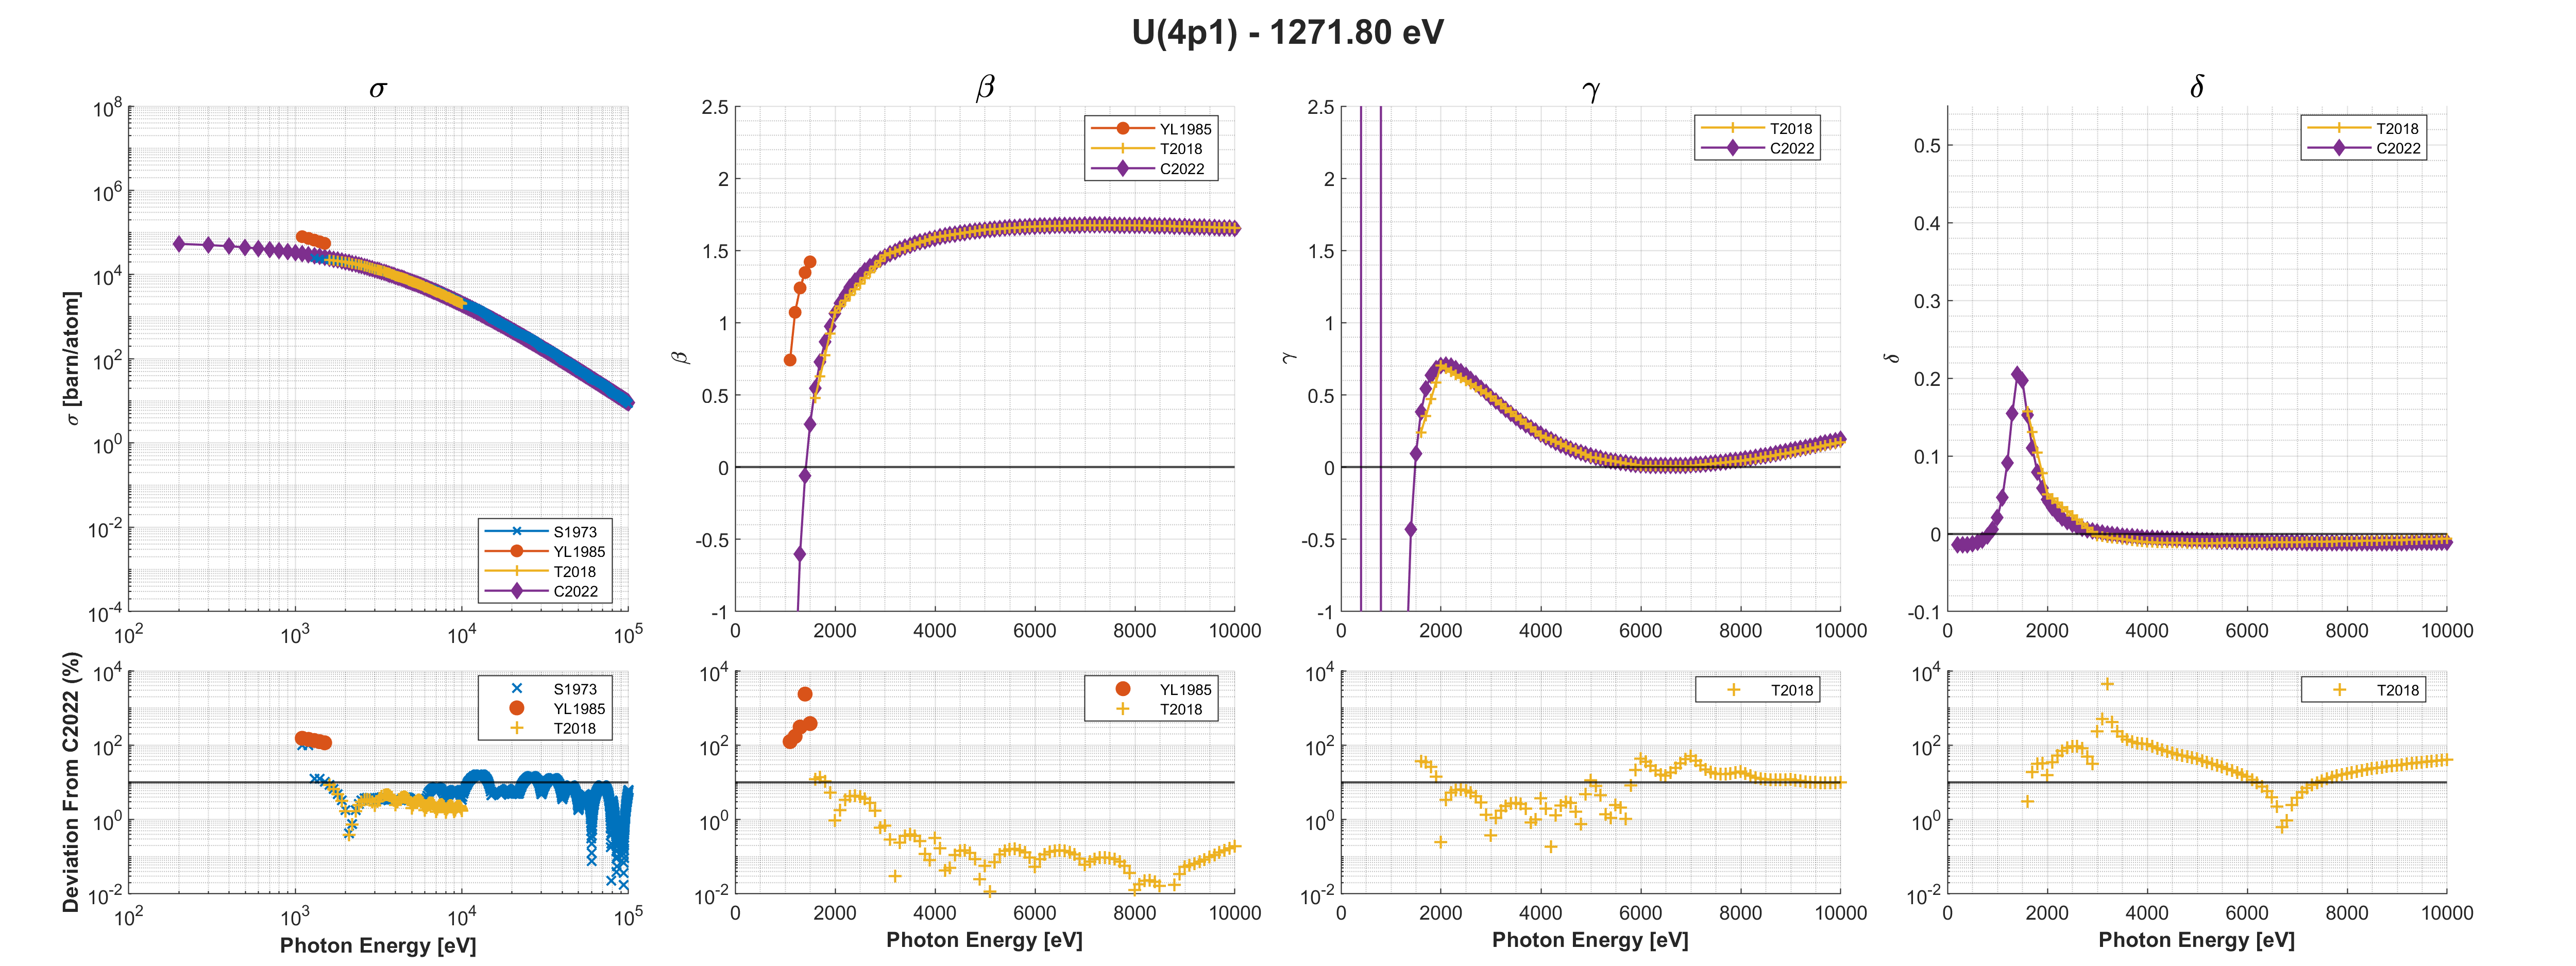 U(4p1) - 1271.80 eV
σ
β
γ
δ
σ [barn/atom]
10^8
10^6
10^4
10^2
10^0
10^-2
10^-4
10^2
10^3
10^4
10^5
S1973
YL1985
T2018
C2022
β
2.5
2
1.5
1
0.5
0
-0.5
-1
0
2000
4000
6000
8000
10000
YL1985
T2018
C2022
γ
2.5
2
1.5
1
0.5
0
-0.5
-1
0
2000
4000
6000
8000
10000
T2018
C2022
δ
0.5
0.4
0.3
0.2
0.1
0
-0.1
0
2000
4000
6000
8000
10000
T2018
C2022
Deviation From C2022 (%)
10^4
10^2
10^0
10^-2
10^2
10^3
10^4
10^5
S1973
YL1985
T2018
Photon Energy [eV]
10^4
10^2
10^0
10^-2
0
2000
4000
6000
8000
10000
YL1985
T2018
Photon Energy [eV]
10^4
10^2
10^0
10^-2
0
2000
4000
6000
8000
10000
T2018
Photon Energy [eV]
10^4
10^2
10^0
10^-2
0
2000
4000
6000
8000
10000
T2018
Photon Energy [eV]